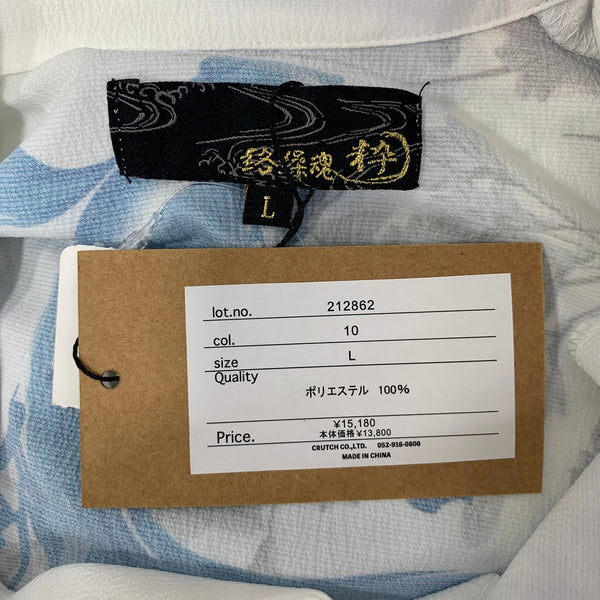 絡繰魂 粋
L
lot.no. 212862
col. 10
size L
Quality
ポリエステル 100%
¥15,180
Price. 本体価格¥13,800
CRUTCH CO.,LTD. 052-916-0800
MADE IN CHINA